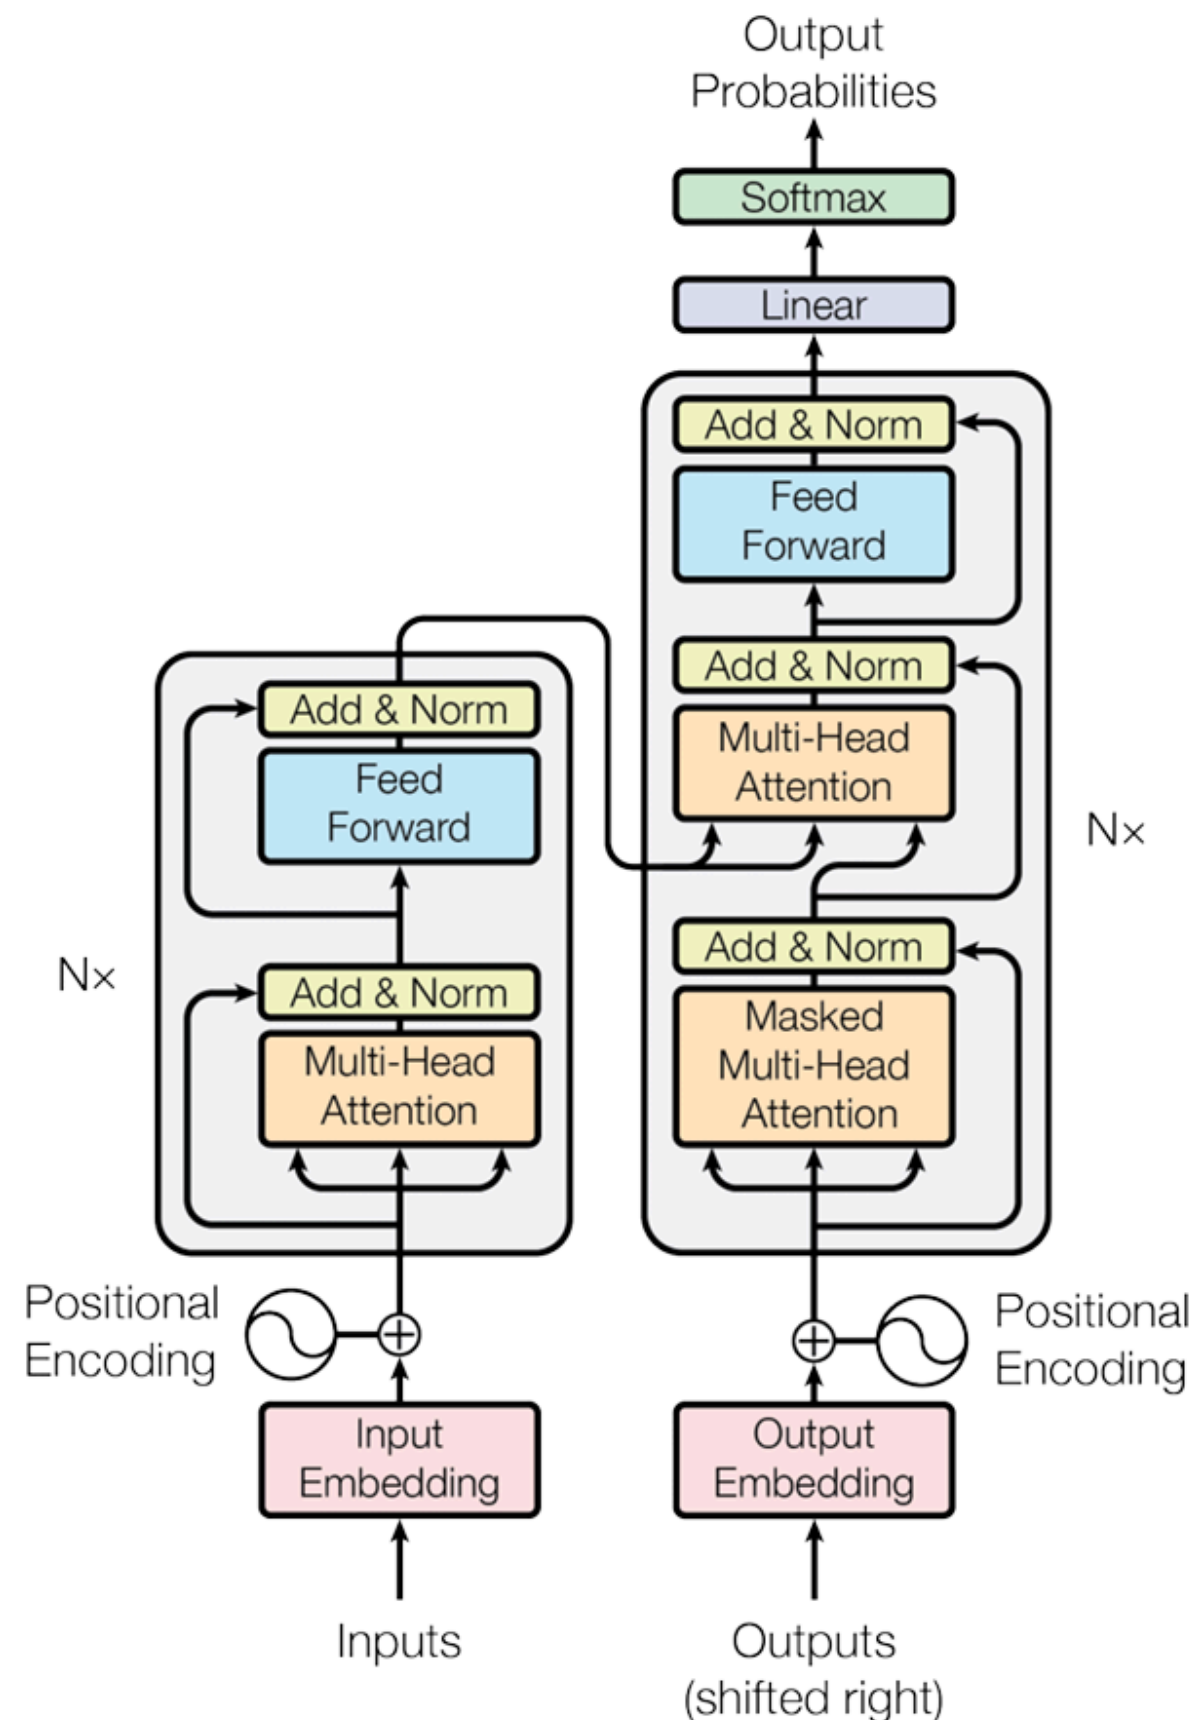 Output
Probabilities
Softmax
Linear
Add & Norm
Feed
Forward
Add & Norm
Multi-Head
Attention
Nx
Add & Norm
Masked
Multi-Head
Attention
Add & Norm
Feed
Forward
Nx
Add & Norm
Multi-Head
Attention
Positional
Encoding
Positional
Encoding
Input
Embedding
Output
Embedding
Inputs
Outputs
(shifted right)